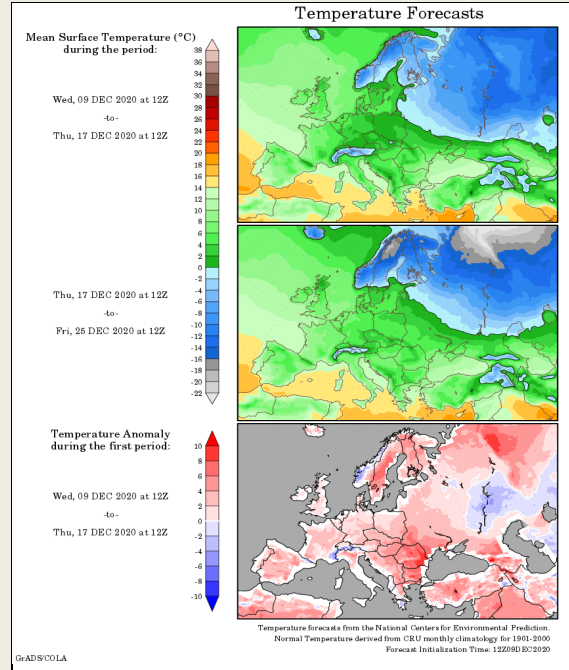 Temperature Forecasts
Mean Surface Temperature (°C)
during the period:
Wed, 09 DEC 2020 at 12Z
-to-
Thu, 17 DEC 2020 at 12Z
38
36
34
32
30
28
26
24
22
20
18
16
14
12
10
8
6
4
2
0
-2
-4
-6
-8
-10
-12
-14
-16
-18
-20
-22
Thu, 17 DEC 2020 at 12Z
-to-
Fri, 25 DEC 2020 at 12Z
Temperature Anomaly
during the first period:
Wed, 09 DEC 2020 at 12Z
-to-
Thu, 17 DEC 2020 at 12Z
10
8
6
4
2
0
-2
-4
-6
-8
-10
Temperature forecasts from the National Centers for Environmental Prediction.
Normal Temperature derived from CRU monthly climatology for 1901-2000
Forecast Initialization Time: 12Z09DEC2020
GrADS/COLA